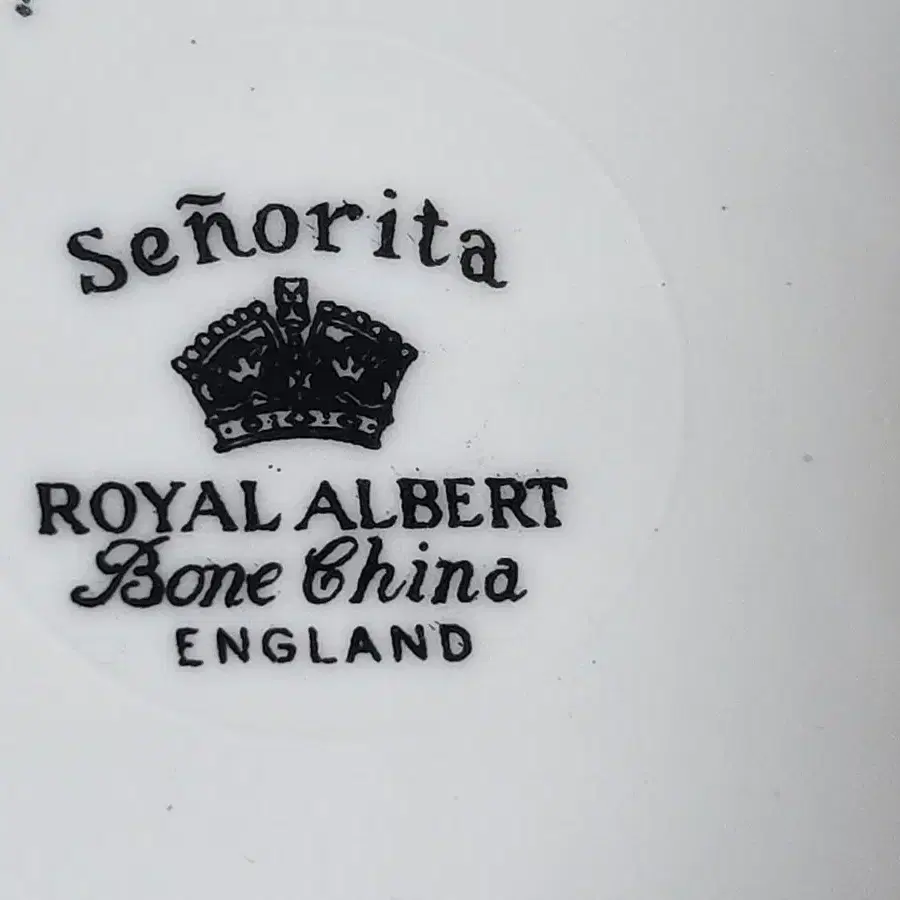 Señorita
ROYAL ALBERT
Bone China
ENGLAND